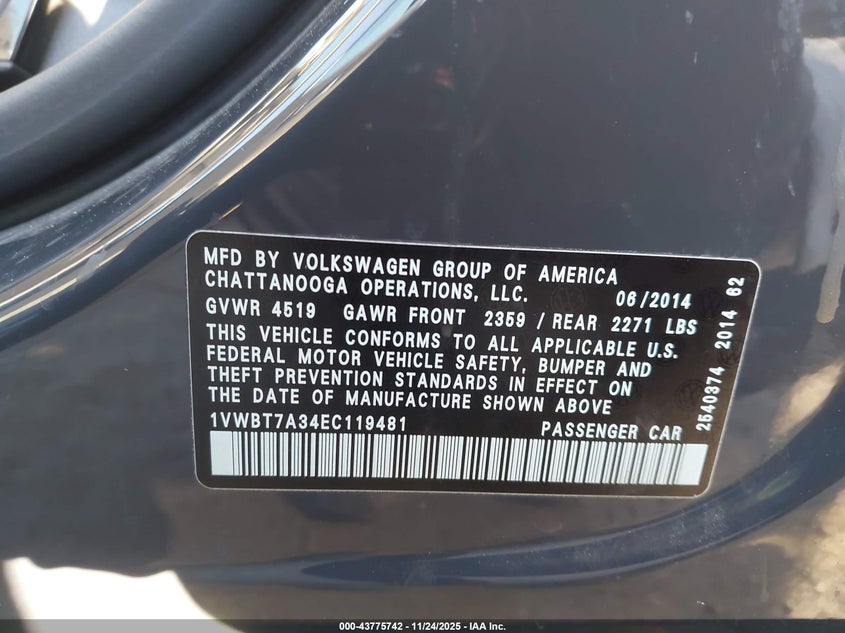 MFD BY VOLKSWAGEN GROUP OF AMERICA
CHATTANOOGA OPERATIONS, LLC. 06/2014
GVWR 4519 GAWR FRONT 2359 / REAR 2271 LBS
THIS VEHICLE CONFORMS TO ALL APPLICABLE U.S.
FEDERAL MOTOR VEHICLE SAFETY, BUMPER AND
THEFT PREVENTION STANDARDS IN EFFECT ON
THE DATE OF MANUFACTURE SHOWN ABOVE
1VWBT7A34EC119481 PASSENGER CAR
2540374 2014 62
000-43775742 - 11/24/2025 - IAA Inc.